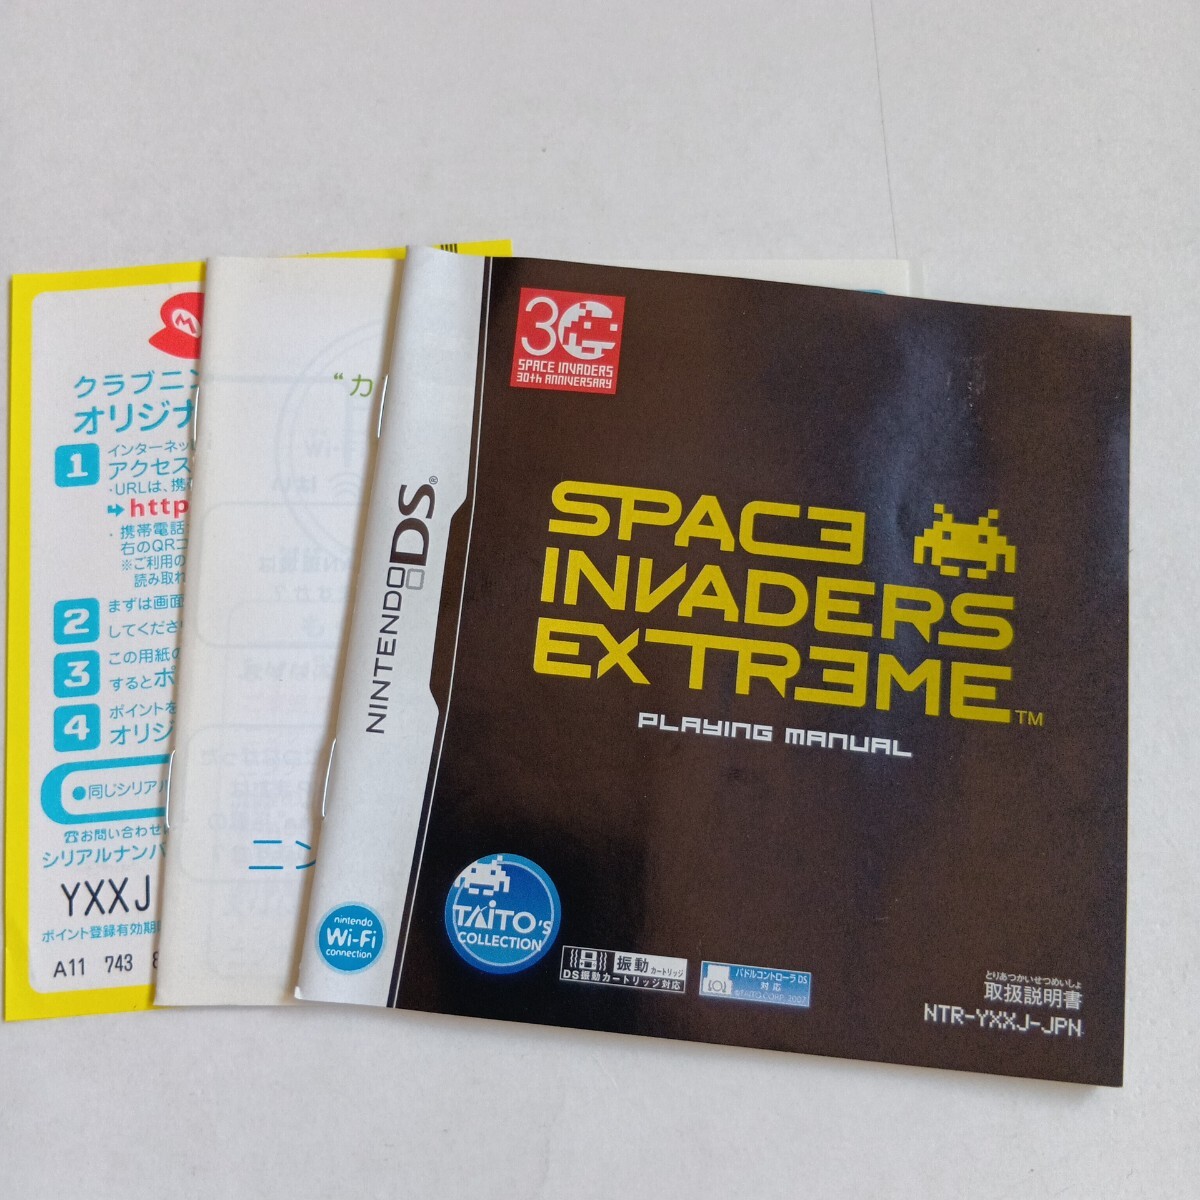 クラブニン
オリジナ
1 インターネッ
アクセス
・URLは、携
➔http
携帯電話
右のQRコ
※ご利用の
読み取れ
2 まずは画面
してくださ
3 この用紙の
するとポ
4 ポイントを
オリジ
●同じシリアル
☎お問い合わせ
シリアルナンバ
YXXJ
ポイント登録有効期
A11 743
“カ
ニン
NINTENDO DS®
nintendo
Wi-Fi
connection
30
SPACE INVADERS
30th ANNIVERSARY
SPACE
INVADERS
EXTREME™
PLAYING MANUAL
TAITO's
COLLECTION
振動カートリッジ
DS振動カートリッジ対応
パドルコントローラDS
対応
©TAITO CORP. 2007
とりあつかいせつめいしょ
取扱説明書
NTR-YXXJ-JPN